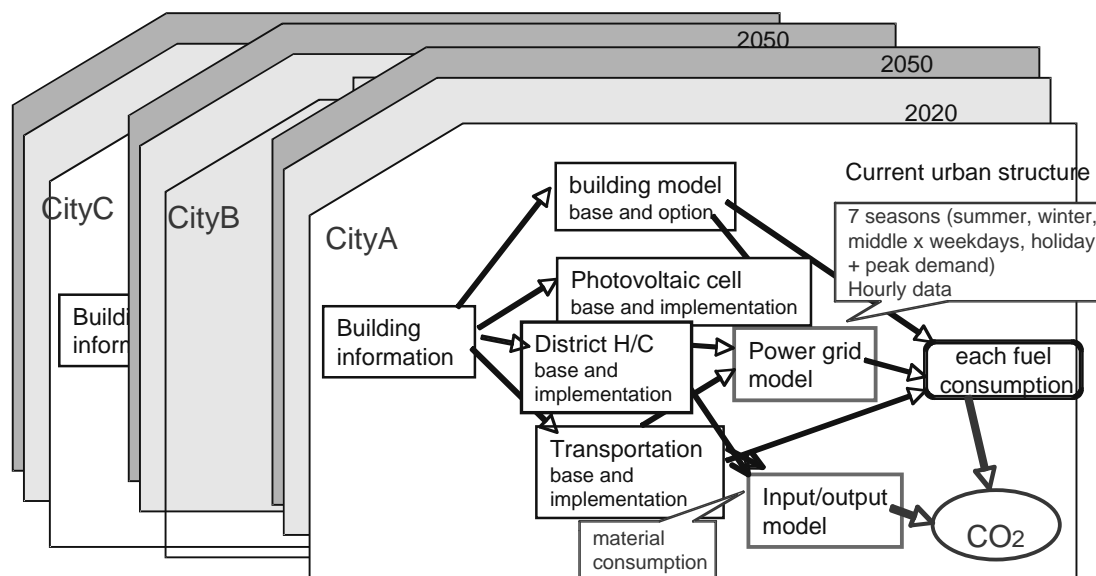 2050
2050
2020
Current urban structure
CityC
CityB
CityA
building model
base and option
7 seasons (summer, winter,
middle x weekdays, holiday
+ peak demand)
Hourly data
Photovoltaic cell
base and implementation
Building
information
District H/C
base and
implementation
Power grid
model
each fuel
consumption
Transportation
base and
implementation
Input/output
model
material
consumption
CO2